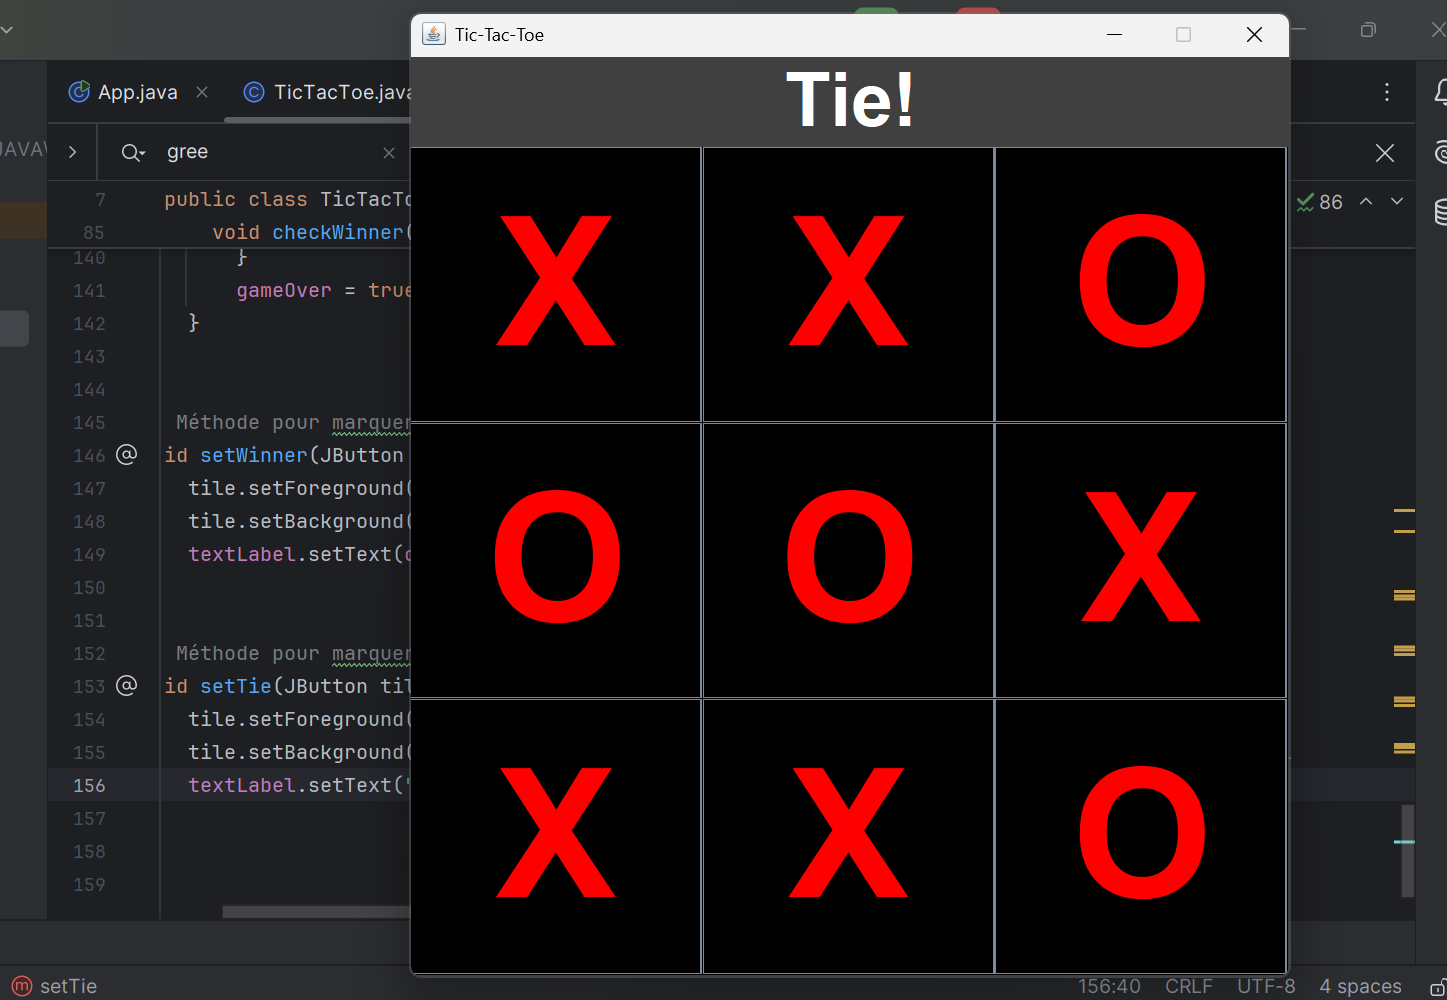 Tic-Tac-Toe
App.java
TicTacToe.java
Tie!
gree
7 public class TicTacTo
85 void checkWinner(
86
140 }
141 gameOver = true
142 }
143
144
145 Méthode pour marquer
146 id setWinner(JButton
147 tile.setForeground(
148 tile.setBackground(
149 textLabel.setText(
150
151
152 Méthode pour marquer
153 id setTie(JButton til
154 tile.setForeground(
155 tile.setBackground(
156 textLabel.setText("
157
158
159
X X O
O O X
X X O
setTie
156:40 CRLF UTF-8 4 spaces